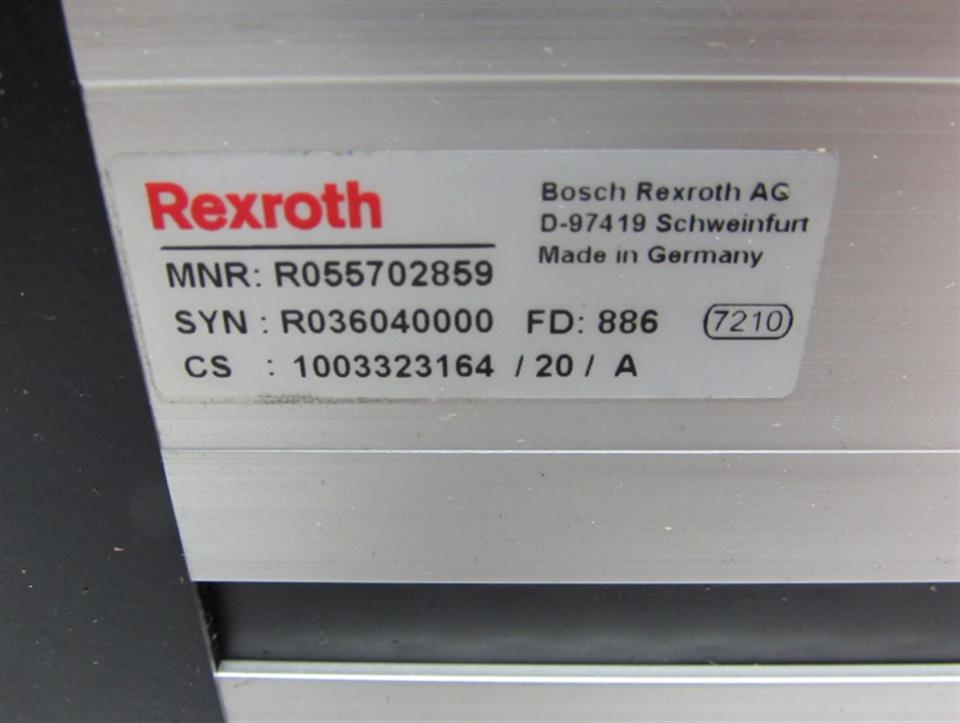 Rexroth
Bosch Rexroth AG
D-97419 Schweinfurt
Made in Germany
MNR: R055702859
SYN : R036040000 FD: 886 7210
CS : 1003323164 / 20 / A